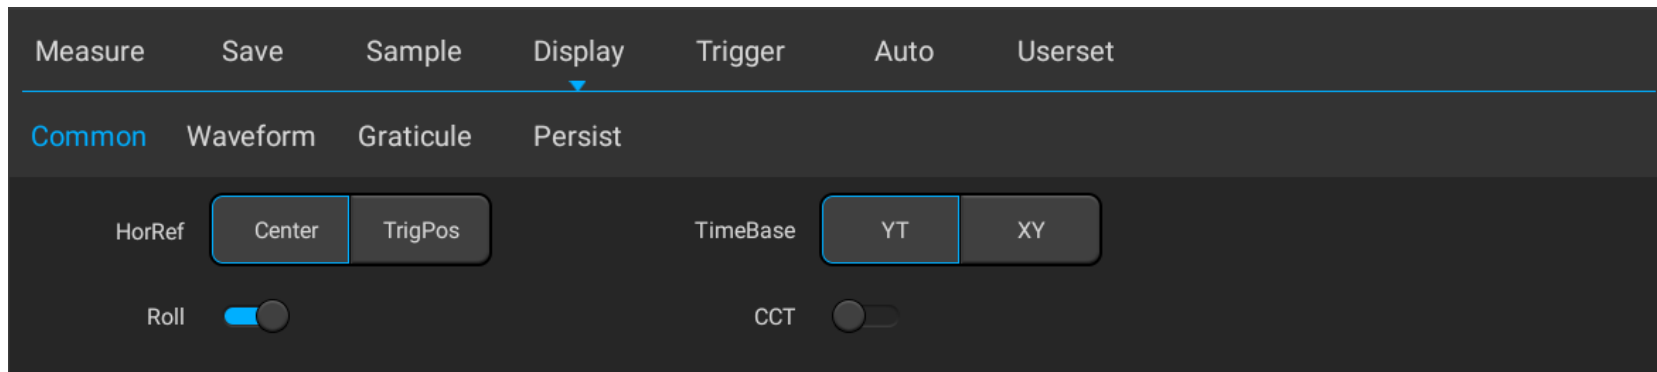 Measure Save Sample Display Trigger Auto Userset
Common Waveform Graticule Persist
HorRef Center TrigPos TimeBase YT XY
Roll CCT